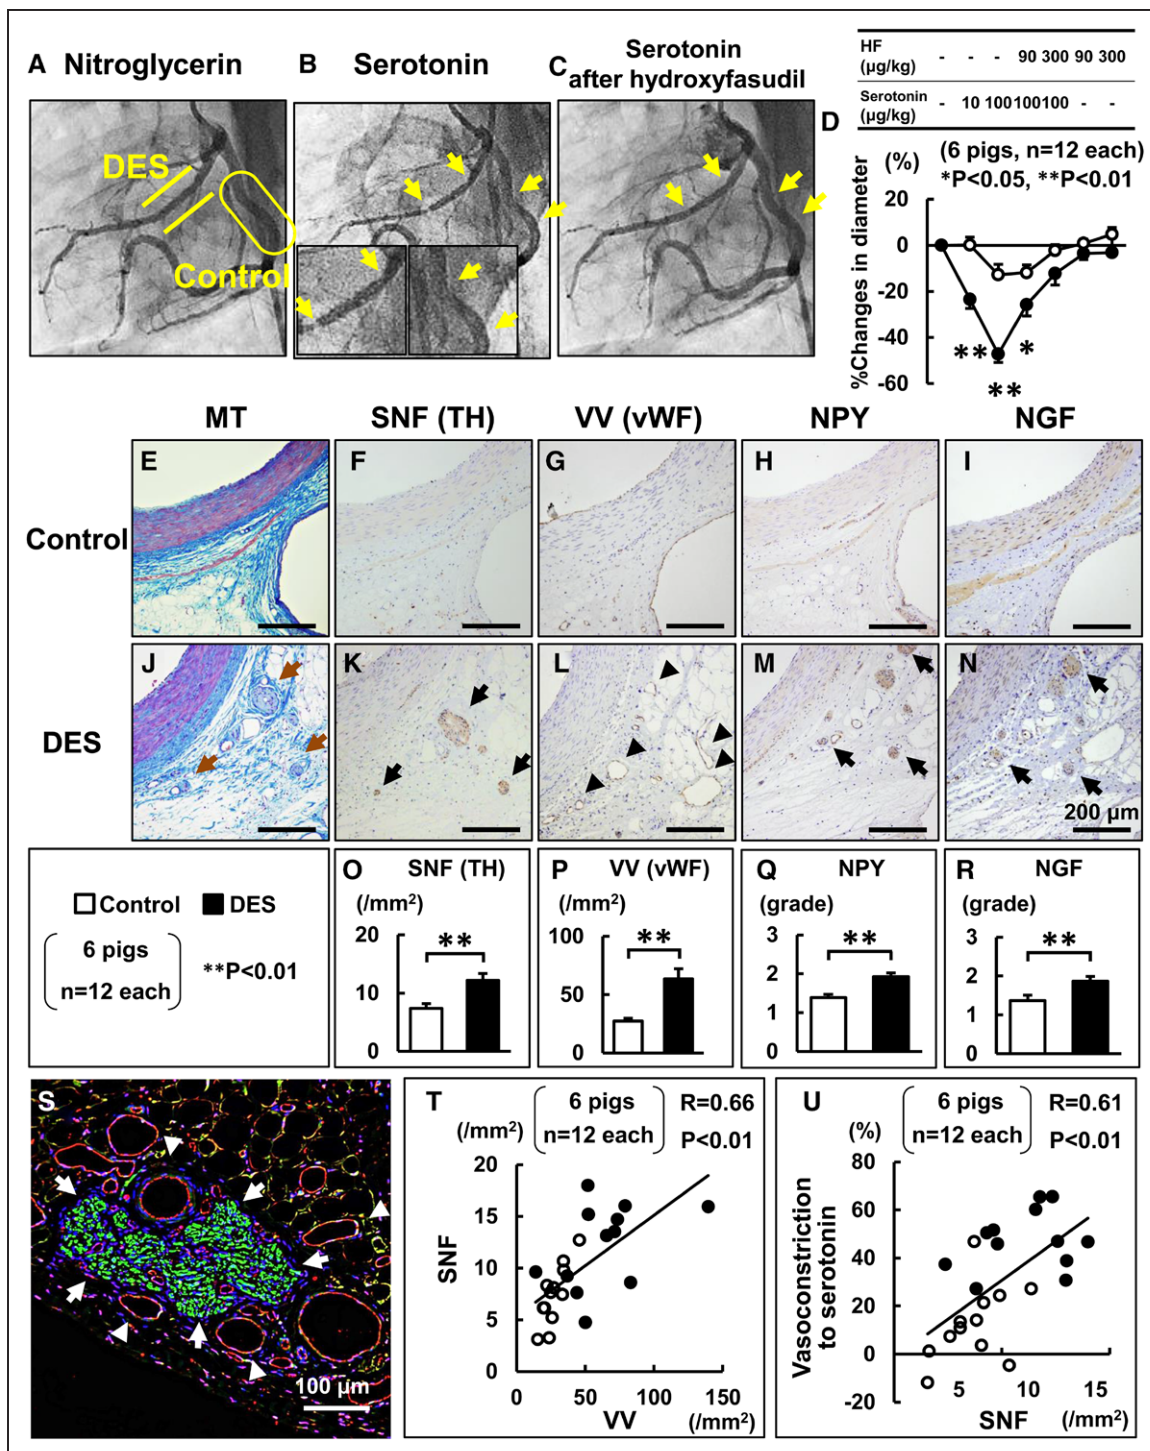 A Nitroglycerin
B Serotonin
C Serotonin
after hydroxyfasudil
HF
(µg/kg) - - - 90 300 90 300
Serotonin
(µg/kg) - 10 100 100 100 - -
DES
Control
D
(%) (6 pigs, n=12 each)
*P<0.05, **P<0.01
%Changes in diameter
20
0
-20
-40
-60
** ** *
MT SNF (TH) VV (vWF) NPY NGF
Control
E F G H I
DES
J K L M N
200 µm
Control DES
6 pigs
n=12 each
**P<0.01
O SNF (TH)
(/mm²)
20
10
0
**
P VV (vWF)
(/mm²)
100
50
0
**
Q NPY
(grade)
3
2
1
0
**
R NGF
(grade)
3
2
1
0
**
S
100 µm
T
6 pigs
n=12 each
R=0.66
P<0.01
(/mm²)
SNF
20
15
10
5
0
0 50 100 150
VV (/mm²)
U
6 pigs
n=12 each
R=0.61
P<0.01
(%)
Vasoconstriction
to serotonin
80
60
40
20
0
-20
5 10 15
SNF (/mm²)